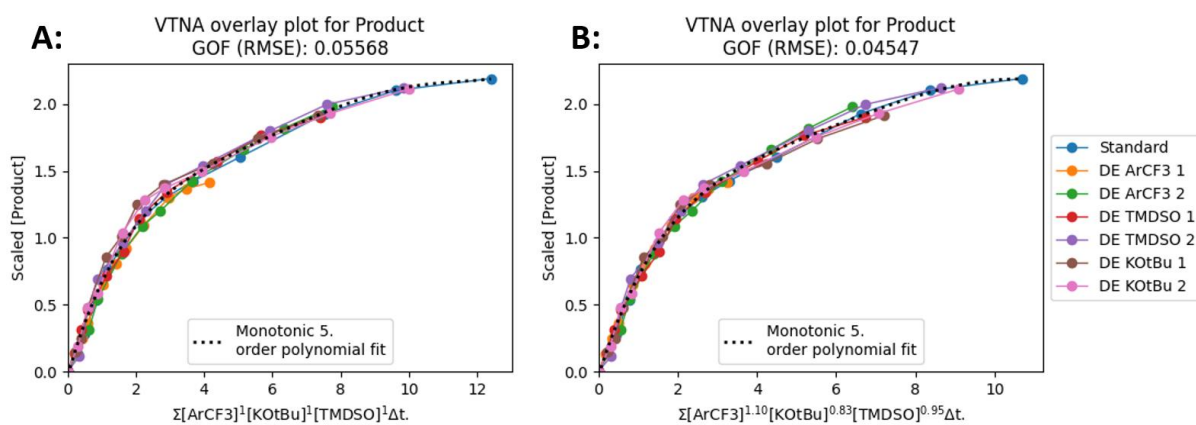 A:
VTNA overlay plot for Product
GOF (RMSE): 0.05568
Scaled [Product]
2.0
1.5
1.0
0.5
0.0
Monotonic 5.
order polynomial fit
0 2 4 6 8 10 12
Σ[ArCF3]¹[KOtBu]¹[TMDSO]¹Δt.
B:
VTNA overlay plot for Product
GOF (RMSE): 0.04547
Scaled [Product]
2.0
1.5
1.0
0.5
0.0
Monotonic 5.
order polynomial fit
0 2 4 6 8 10
Σ[ArCF3]¹·¹⁰[KOtBu]⁰·⁸³[TMDSO]⁰·⁹⁵Δt.
Standard
DE ArCF3 1
DE ArCF3 2
DE TMDSO 1
DE TMDSO 2
DE KOtBu 1
DE KOtBu 2